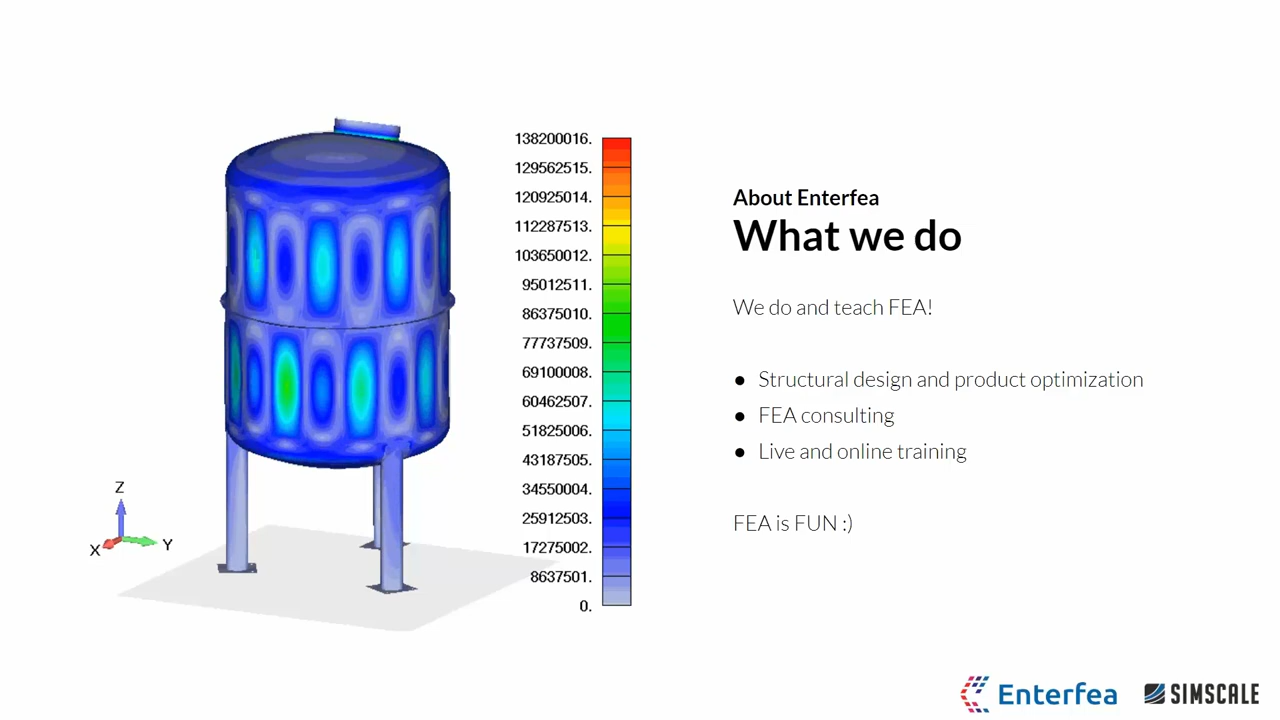 138200016.
129562515.
120925014.
112287513.
103650012.
95012511.
86375010.
77737509.
69100008.
60462507.
51825006.
43187505.
34550004.
25912503.
17275002.
8637501.
0.
Z
X
Y
About Enterfea
What we do
We do and teach FEA!
● Structural design and product optimization
● FEA consulting
● Live and online training
FEA is FUN :)
Enterfea
SIMSCALE